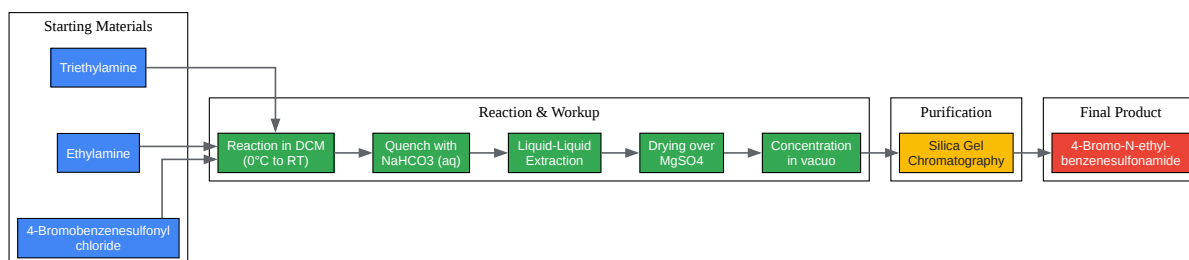 Starting Materials
Triethylamine
Ethylamine
4-Bromobenzenesulfonyl
chloride
Reaction & Workup
Reaction in DCM
(0°C to RT)
Quench with
NaHCO3 (aq)
Liquid-Liquid
Extraction
Drying over
MgSO4
Concentration
in vacuo
Purification
Silica Gel
Chromatography
Final Product
4-Bromo-N-ethyl-
benzenesulfonamide